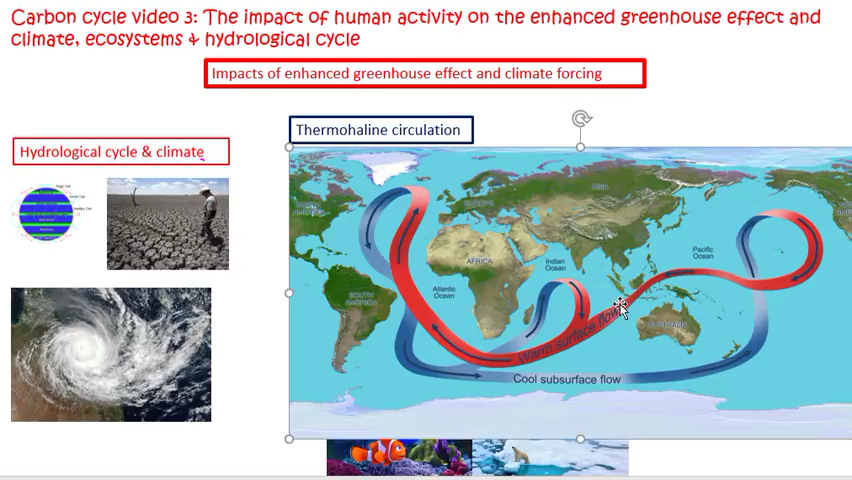 Carbon cycle video 3: The impact of human activity on the enhanced greenhouse effect and
climate, ecosystems & hydrological cycle
Impacts of enhanced greenhouse effect and climate forcing
Thermohaline circulation
Hydrological cycle & climate
ASIA
EUROPE
AFRICA
Pacific
Ocean
Indian
Ocean
Atlantic
Ocean
SOUTH
AMERICA
AUSTRALIA
Warm surface flow
Cool subsurface flow